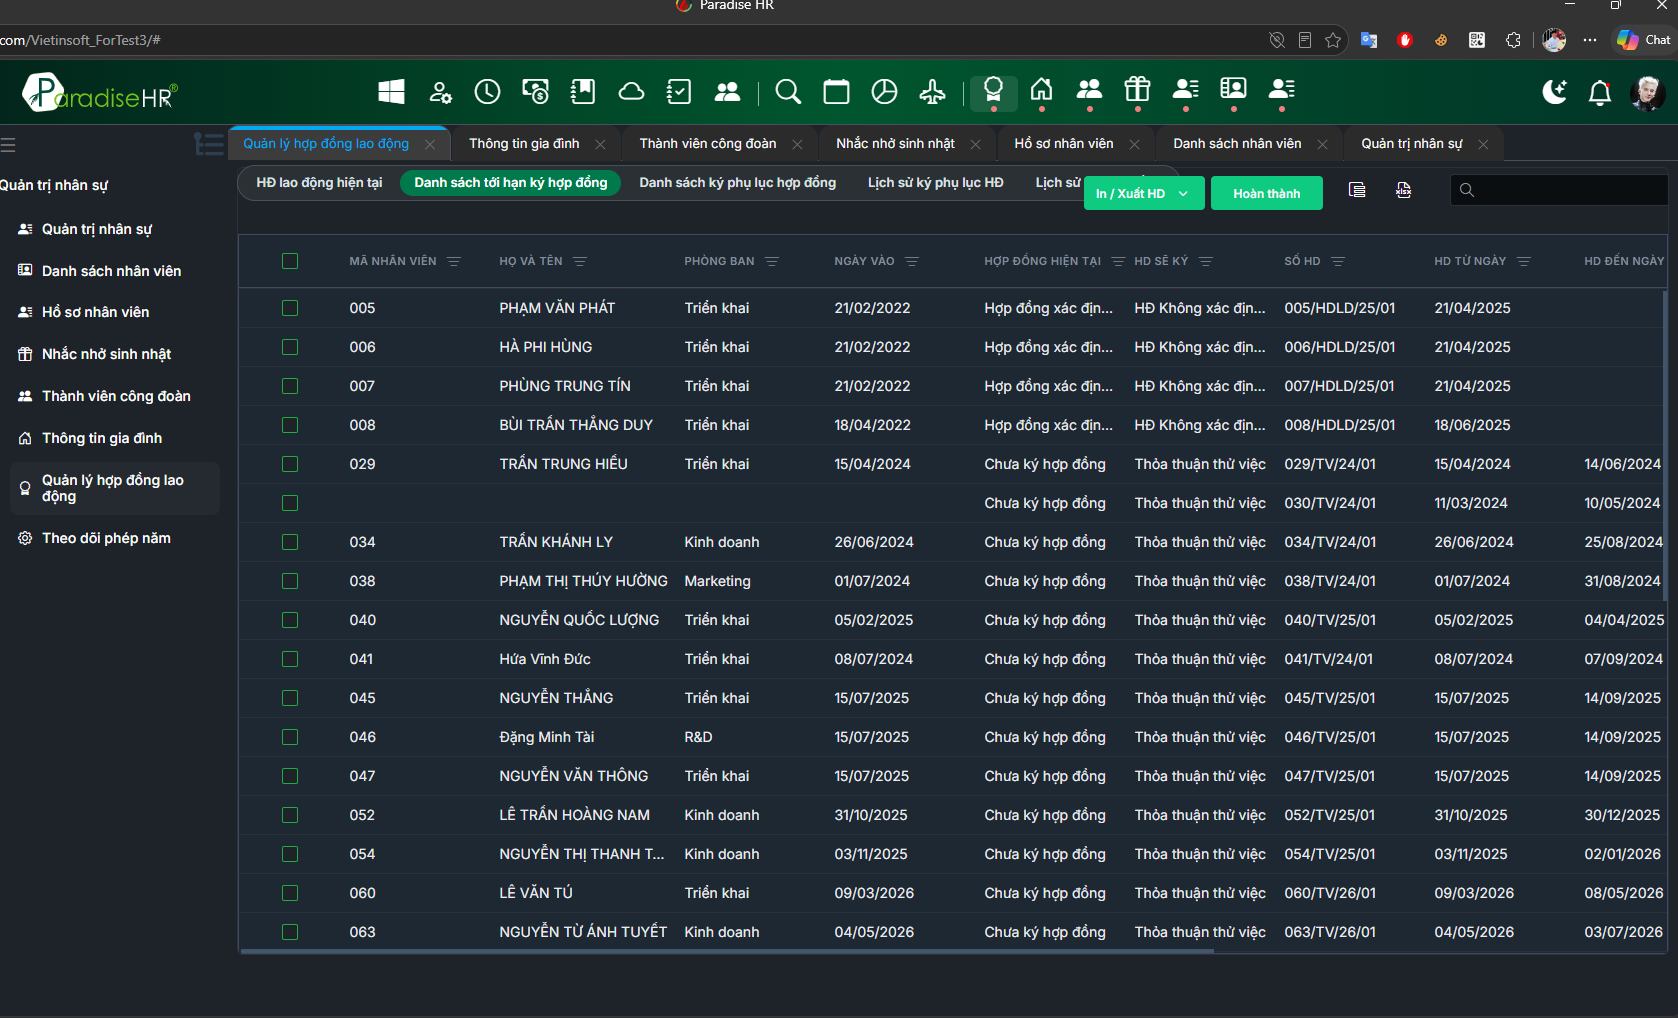 Paradise HR
com/Vietinsoft_ForTest3/#
Chat
ParadiseHR®
Quản lý hợp đồng lao động
Thông tin gia đình
Thành viên công đoàn
Nhắc nhở sinh nhật
Hồ sơ nhân viên
Danh sách nhân viên
Quản trị nhân sự
Quản trị nhân sự
Quản trị nhân sự
Danh sách nhân viên
Hồ sơ nhân viên
Nhắc nhở sinh nhật
Thành viên công đoàn
Thông tin gia đình
Quản lý hợp đồng lao
động
Theo dõi phép năm
HĐ lao động hiện tại
Danh sách tới hạn ký hợp đồng
Danh sách ký phụ lục hợp đồng
Lịch sử ký phụ lục HĐ
Lịch sử
In / Xuất HD
Hoàn thành
MÃ NHÂN VIÊN HỌ VÀ TÊN PHÒNG BAN NGÀY VÀO HỢP ĐỒNG HIỆN TẠI HD SẼ KÝ SỐ HD HD TỪ NGÀY HD ĐẾN NGÀY
005 PHẠM VĂN PHÁT Triển khai 21/02/2022 Hợp đồng xác địn... HĐ Không xác địn... 005/HDLD/25/01 21/04/2025
006 HÀ PHI HÙNG Triển khai 21/02/2022 Hợp đồng xác địn... HĐ Không xác địn... 006/HDLD/25/01 21/04/2025
007 PHÙNG TRUNG TÍN Triển khai 21/02/2022 Hợp đồng xác địn... HĐ Không xác địn... 007/HDLD/25/01 21/04/2025
008 BÙI TRẦN THẮNG DUY Triển khai 18/04/2022 Hợp đồng xác địn... HĐ Không xác địn... 008/HDLD/25/01 18/06/2025
029 TRẦN TRUNG HIẾU Triển khai 15/04/2024 Chưa ký hợp đồng Thỏa thuận thử việc 029/TV/24/01 15/04/2024 14/06/2024
Chưa ký hợp đồng Thỏa thuận thử việc 030/TV/24/01 11/03/2024 10/05/2024
034 TRẦN KHÁNH LY Kinh doanh 26/06/2024 Chưa ký hợp đồng Thỏa thuận thử việc 034/TV/24/01 26/06/2024 25/08/2024
038 PHẠM THỊ THÚY HƯỜNG Marketing 01/07/2024 Chưa ký hợp đồng Thỏa thuận thử việc 038/TV/24/01 01/07/2024 31/08/2024
040 NGUYỄN QUỐC LƯỢNG Triển khai 05/02/2025 Chưa ký hợp đồng Thỏa thuận thử việc 040/TV/25/01 05/02/2025 04/04/2025
041 Hứa Vĩnh Đức Triển khai 08/07/2024 Chưa ký hợp đồng Thỏa thuận thử việc 041/TV/24/01 08/07/2024 07/09/2024
045 NGUYỄN THẮNG Triển khai 15/07/2025 Chưa ký hợp đồng Thỏa thuận thử việc 045/TV/25/01 15/07/2025 14/09/2025
046 Đặng Minh Tài R&D 15/07/2025 Chưa ký hợp đồng Thỏa thuận thử việc 046/TV/25/01 15/07/2025 14/09/2025
047 NGUYỄN VĂN THÔNG Triển khai 15/07/2025 Chưa ký hợp đồng Thỏa thuận thử việc 047/TV/25/01 15/07/2025 14/09/2025
052 LÊ TRẦN HOÀNG NAM Kinh doanh 31/10/2025 Chưa ký hợp đồng Thỏa thuận thử việc 052/TV/25/01 31/10/2025 30/12/2025
054 NGUYỄN THỊ THANH T... Kinh doanh 03/11/2025 Chưa ký hợp đồng Thỏa thuận thử việc 054/TV/25/01 03/11/2025 02/01/2026
060 LÊ VĂN TÚ Triển khai 09/03/2026 Chưa ký hợp đồng Thỏa thuận thử việc 060/TV/26/01 09/03/2026 08/05/2026
063 NGUYỄN TỪ ÁNH TUYẾT Kinh doanh 04/05/2026 Chưa ký hợp đồng Thỏa thuận thử việc 063/TV/26/01 04/05/2026 03/07/2026